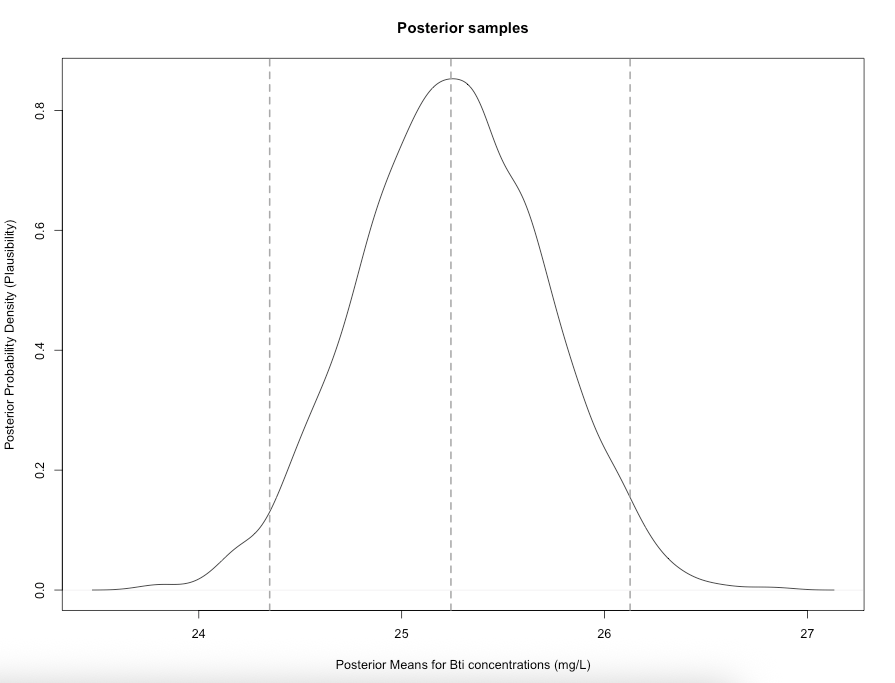 Posterior samples
Posterior Probability Density (Plausibility)
0.8
0.6
0.4
0.2
0.0
24 25 26 27
Posterior Means for Bti concentrations (mg/L)